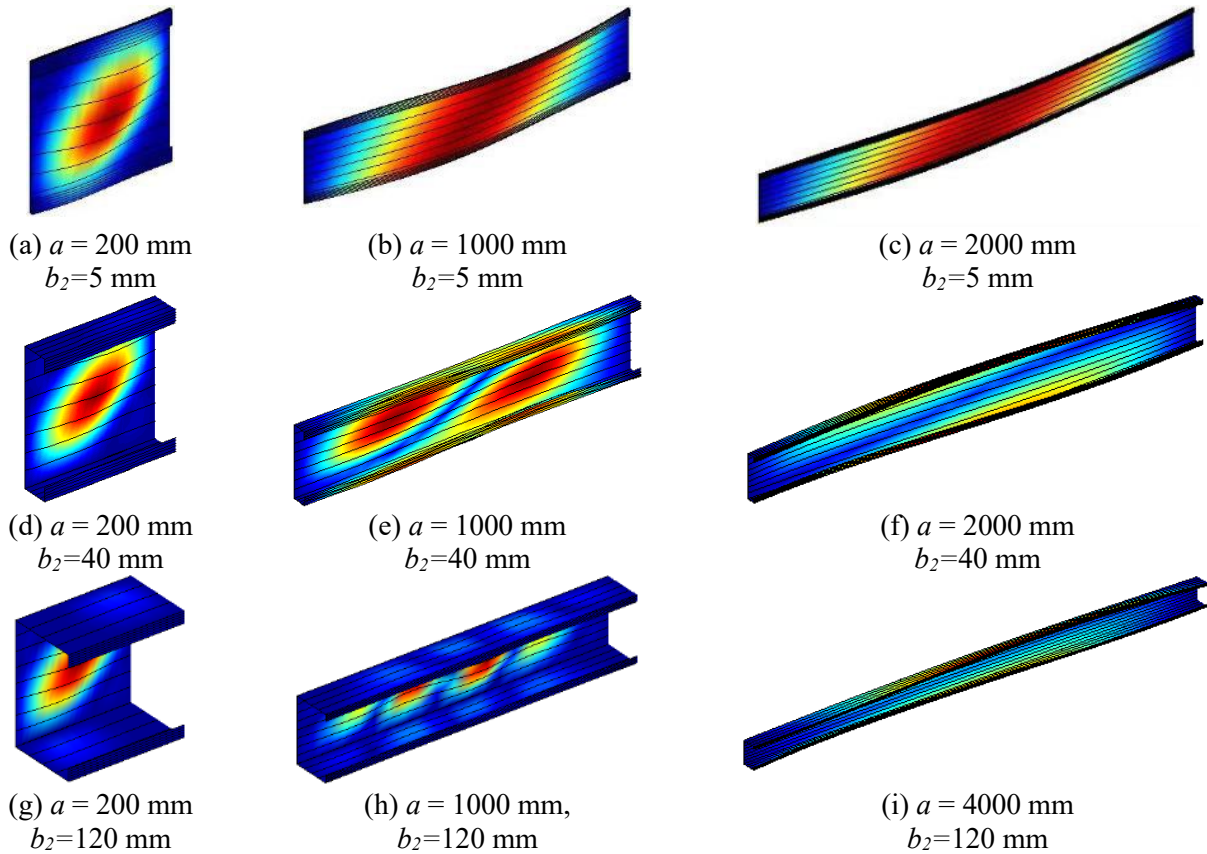 (a) a = 200 mm
b2=5 mm
(b) a = 1000 mm
b2=5 mm
(c) a = 2000 mm
b2=5 mm
(d) a = 200 mm
b2=40 mm
(e) a = 1000 mm
b2=40 mm
(f) a = 2000 mm
b2=40 mm
(g) a = 200 mm
b2=120 mm
(h) a = 1000 mm,
b2=120 mm
(i) a = 4000 mm
b2=120 mm